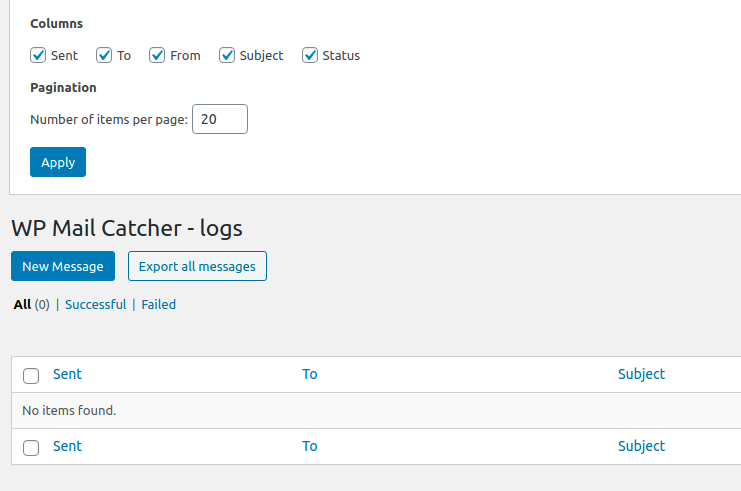 Columns
Sent To From Subject Status
Pagination
Number of items per page: 20
Apply
WP Mail Catcher - logs
New Message Export all messages
All (0) | Successful | Failed
Sent To Subject
No items found.
Sent To Subject